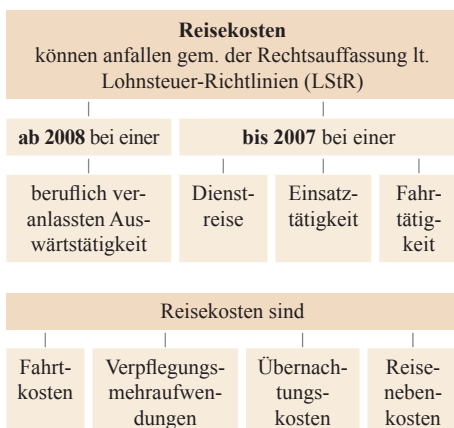 Reisekosten
können anfallen gem. der Rechtsauffassung lt.
Lohnsteuer-Richtlinien (LStR)
ab 2008 bei einer
bis 2007 bei einer
beruflich ver-
anlassten Aus-
wärtstätigkeit
Dienst-
reise
Einsatz-
tätigkeit
Fahr-
tätig-
keit
Reisekosten sind
Fahrt-
kosten
Verpflegungs-
mehraufwen-
dungen
Übernach-
tungs-
kosten
Reise-
neben-
kosten